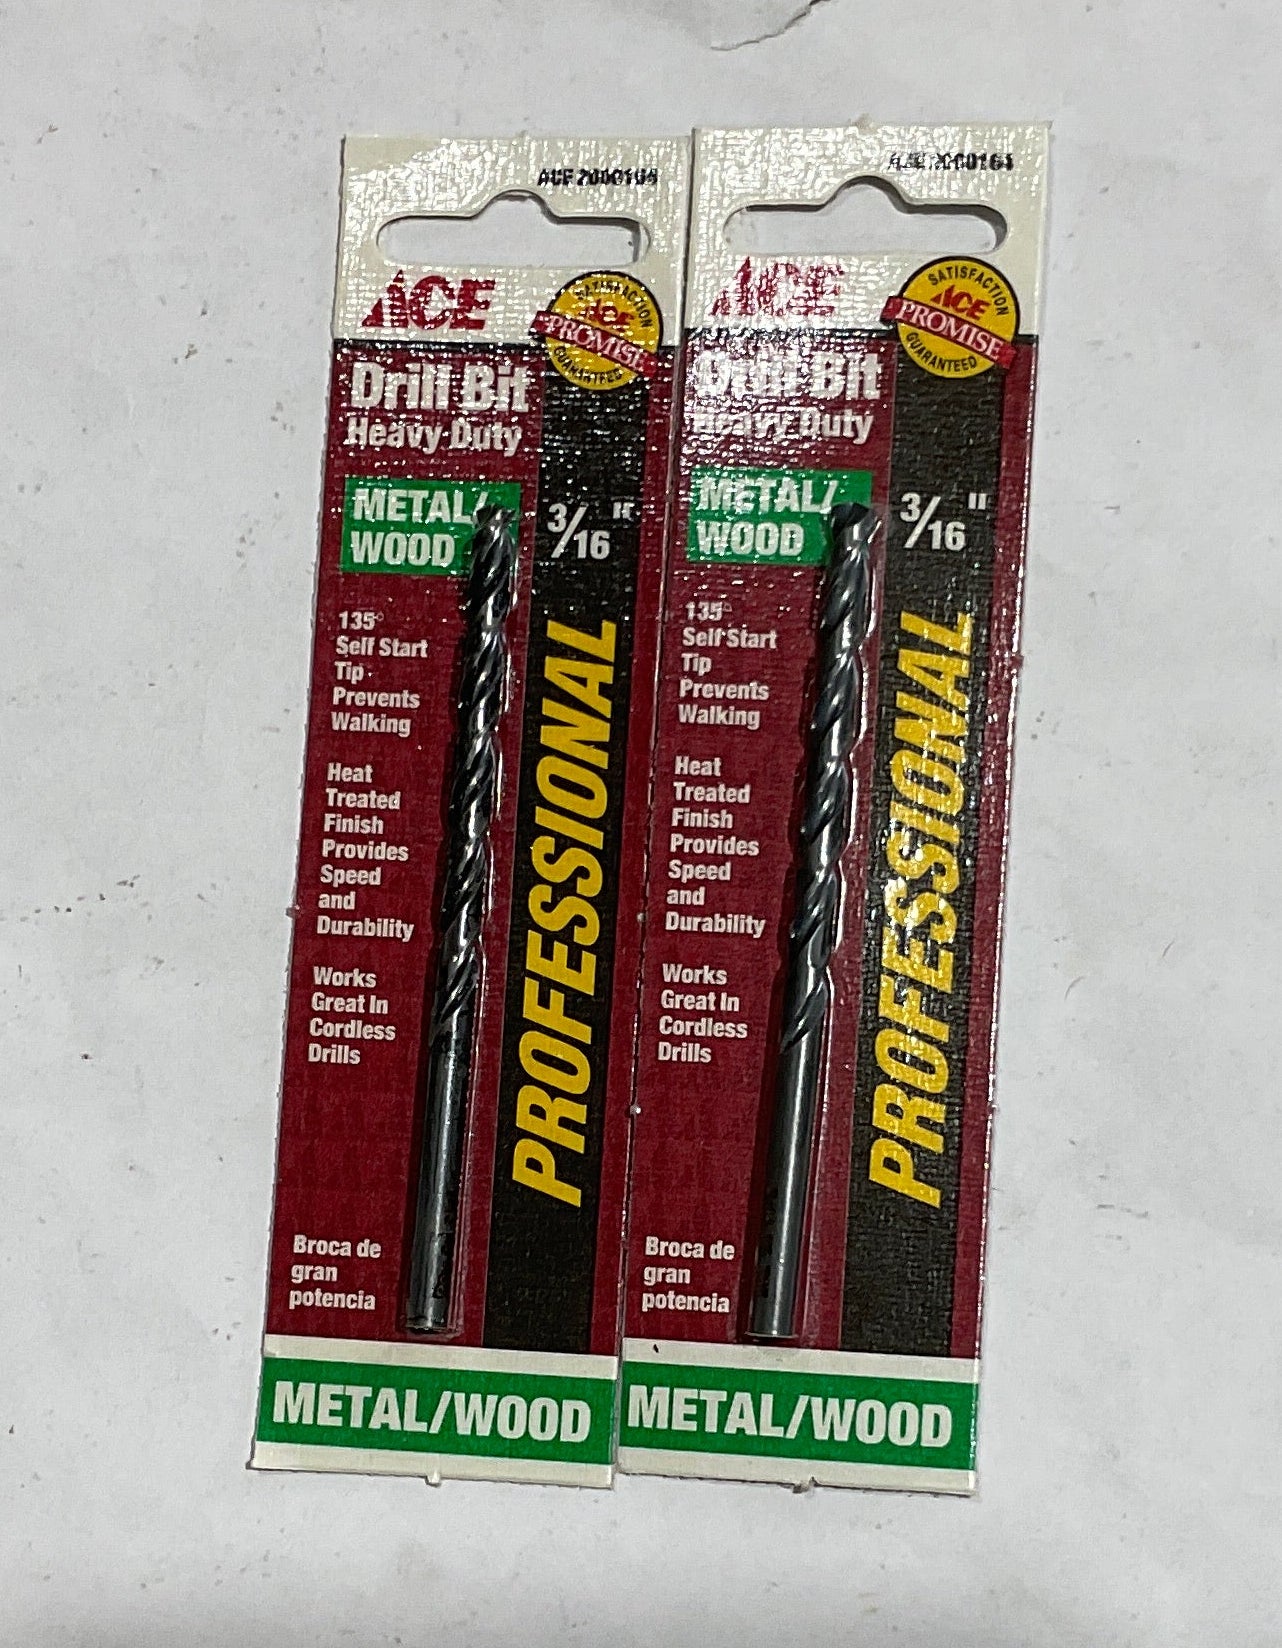 ACE 2000164
ACE
SATISFACTION
ACE
PROMISE
GUARANTEED
Drill Bit
Heavy Duty
METAL/
WOOD
3/16"
135°
Self Start
Tip
Prevents
Walking
Heat
Treated
Finish
Provides
Speed
and
Durability
Works
Great In
Cordless
Drills
PROFESSIONAL
Broca de
gran
potencia
METAL/WOOD
ACE 2000164
ACE
SATISFACTION
ACE
PROMISE
GUARANTEED
Drill Bit
Heavy Duty
METAL/
WOOD
3/16"
135°
Self Start
Tip
Prevents
Walking
Heat
Treated
Finish
Provides
Speed
and
Durability
Works
Great In
Cordless
Drills
PROFESSIONAL
Broca de
gran
potencia
METAL/WOOD